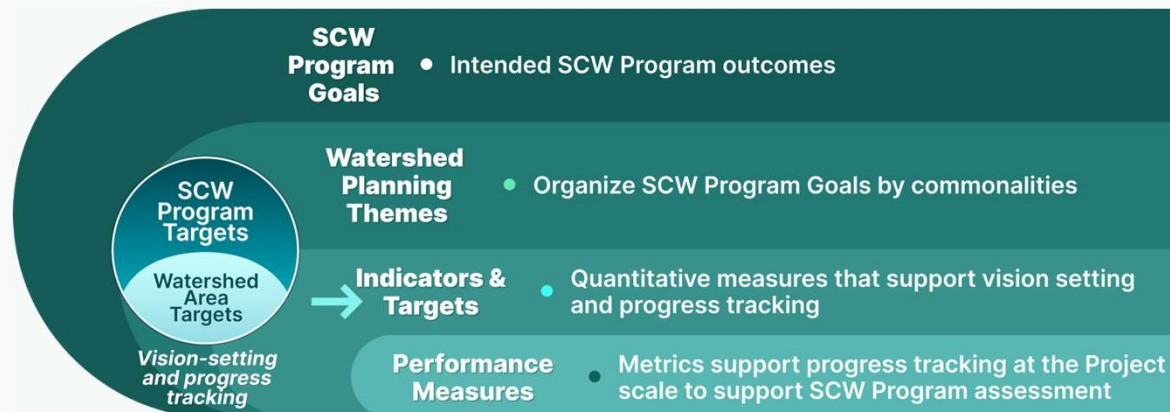 SCW
Program
Goals
• Intended SCW Program outcomes
Watershed
Planning
Themes
• Organize SCW Program Goals by commonalities
SCW
Program
Targets
Watershed
Area
Targets
Vision-setting
and progress
tracking
Indicators &
Targets
• Quantitative measures that support vision setting
and progress tracking
Performance
Measures
• Metrics support progress tracking at the Project
scale to support SCW Program assessment